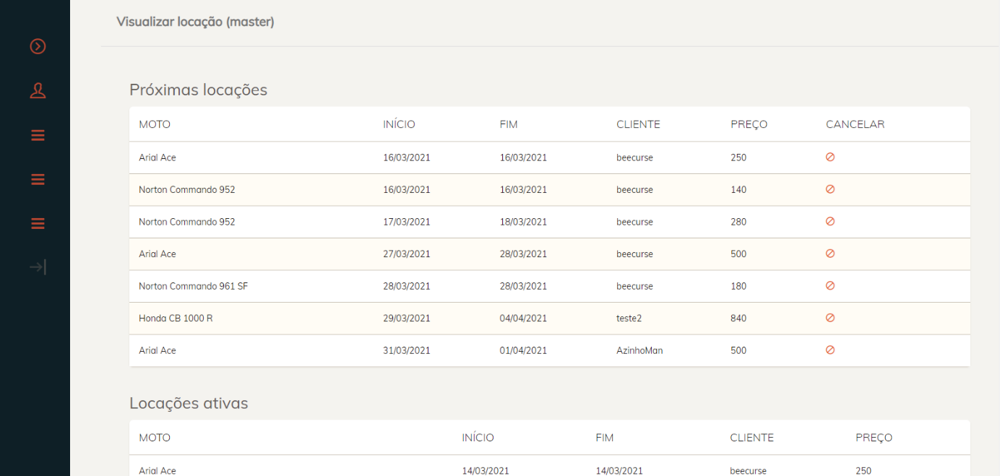 Visualizar locação (master)
Próximas locações
MOTO INÍCIO FIM CLIENTE PREÇO CANCELAR
Arial Ace 16/03/2021 16/03/2021 beecurse 250
Norton Commando 952 16/03/2021 16/03/2021 beecurse 140
Norton Commando 952 17/03/2021 18/03/2021 beecurse 280
Arial Ace 27/03/2021 28/03/2021 beecurse 500
Norton Commando 961 SF 28/03/2021 28/03/2021 beecurse 180
Honda CB 1000 R 29/03/2021 04/04/2021 teste2 840
Arial Ace 31/03/2021 01/04/2021 AzinhoMan 500
Locações ativas
MOTO INÍCIO FIM CLIENTE PREÇO
Arial Ace 14/03/2021 14/03/2021 beecurse 250